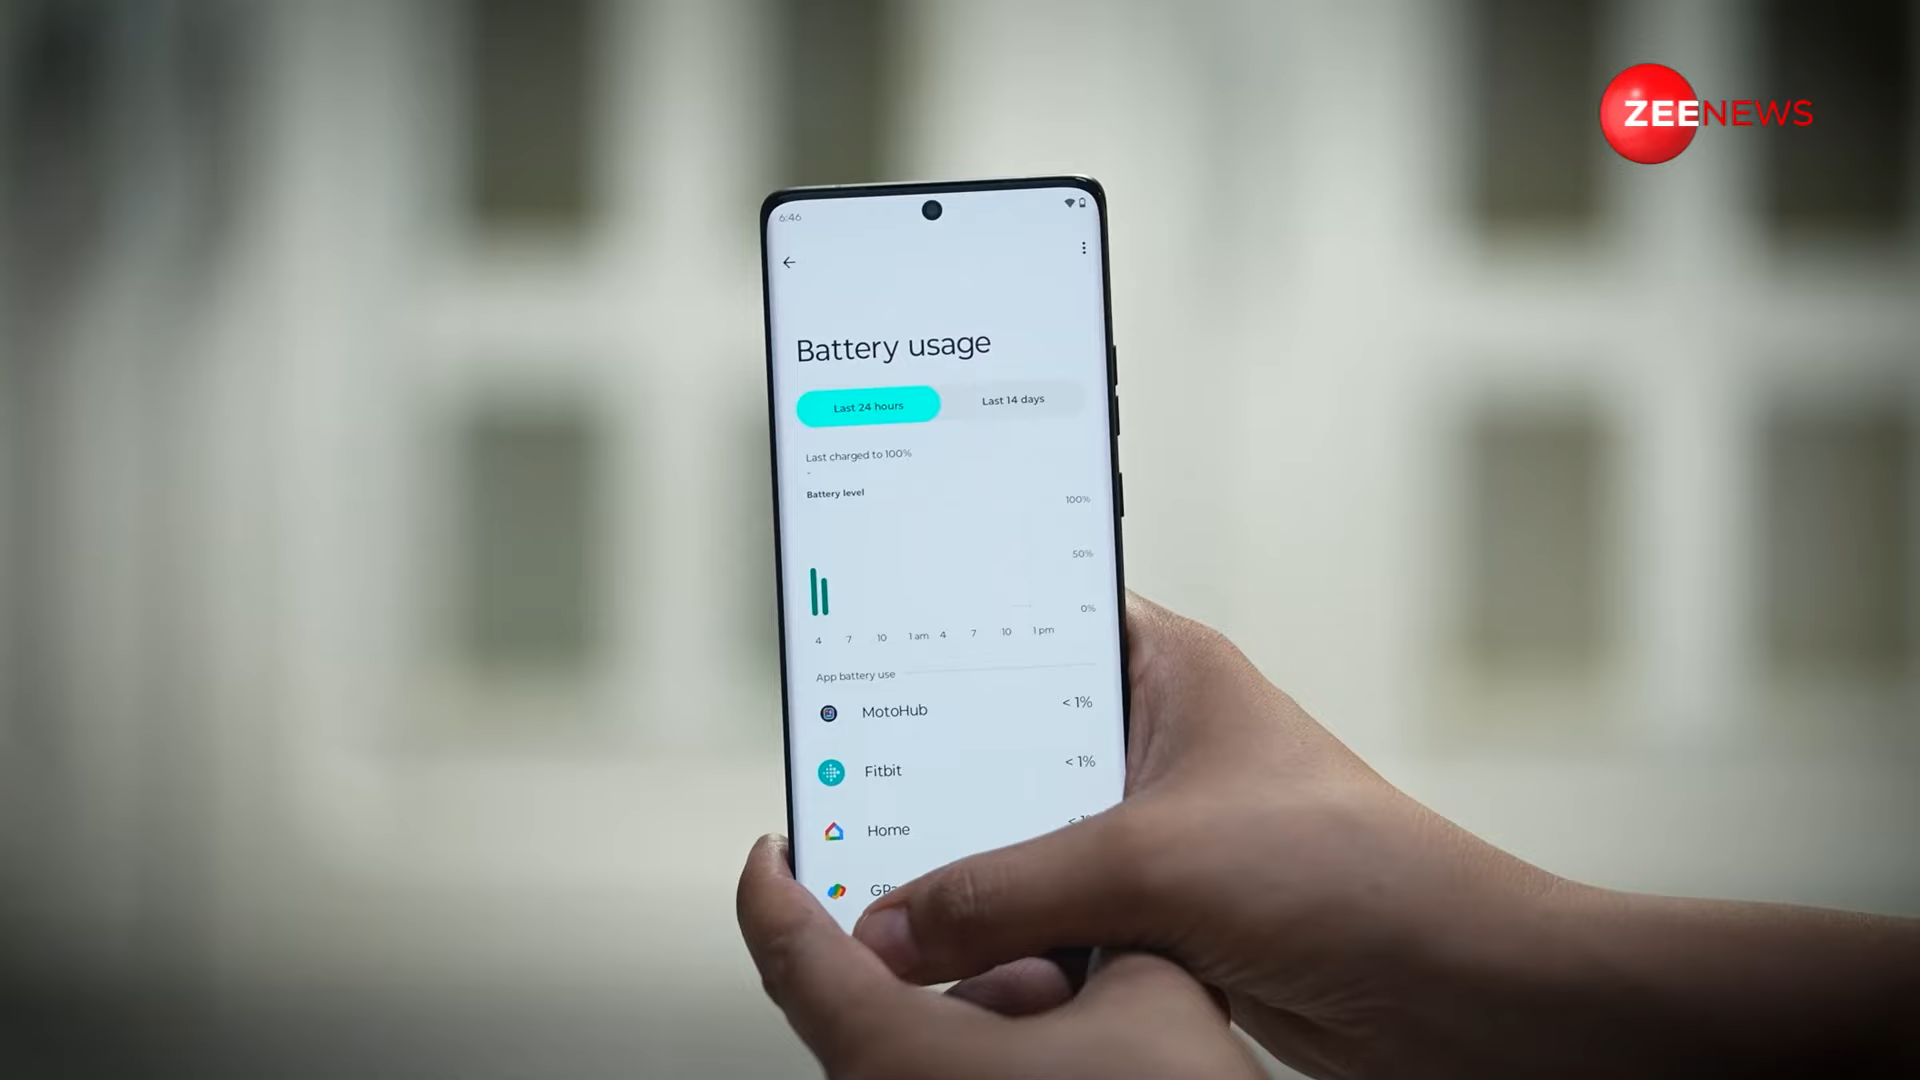 ZEENEWS
6:46
Battery usage
Last 24 hours
Last 14 days
Last charged to 100%
-
Battery level
100%
50%
0%
4 7 10 1 am 4 7 10 1 pm
App battery use
MotoHub < 1%
Fitbit < 1%
Home